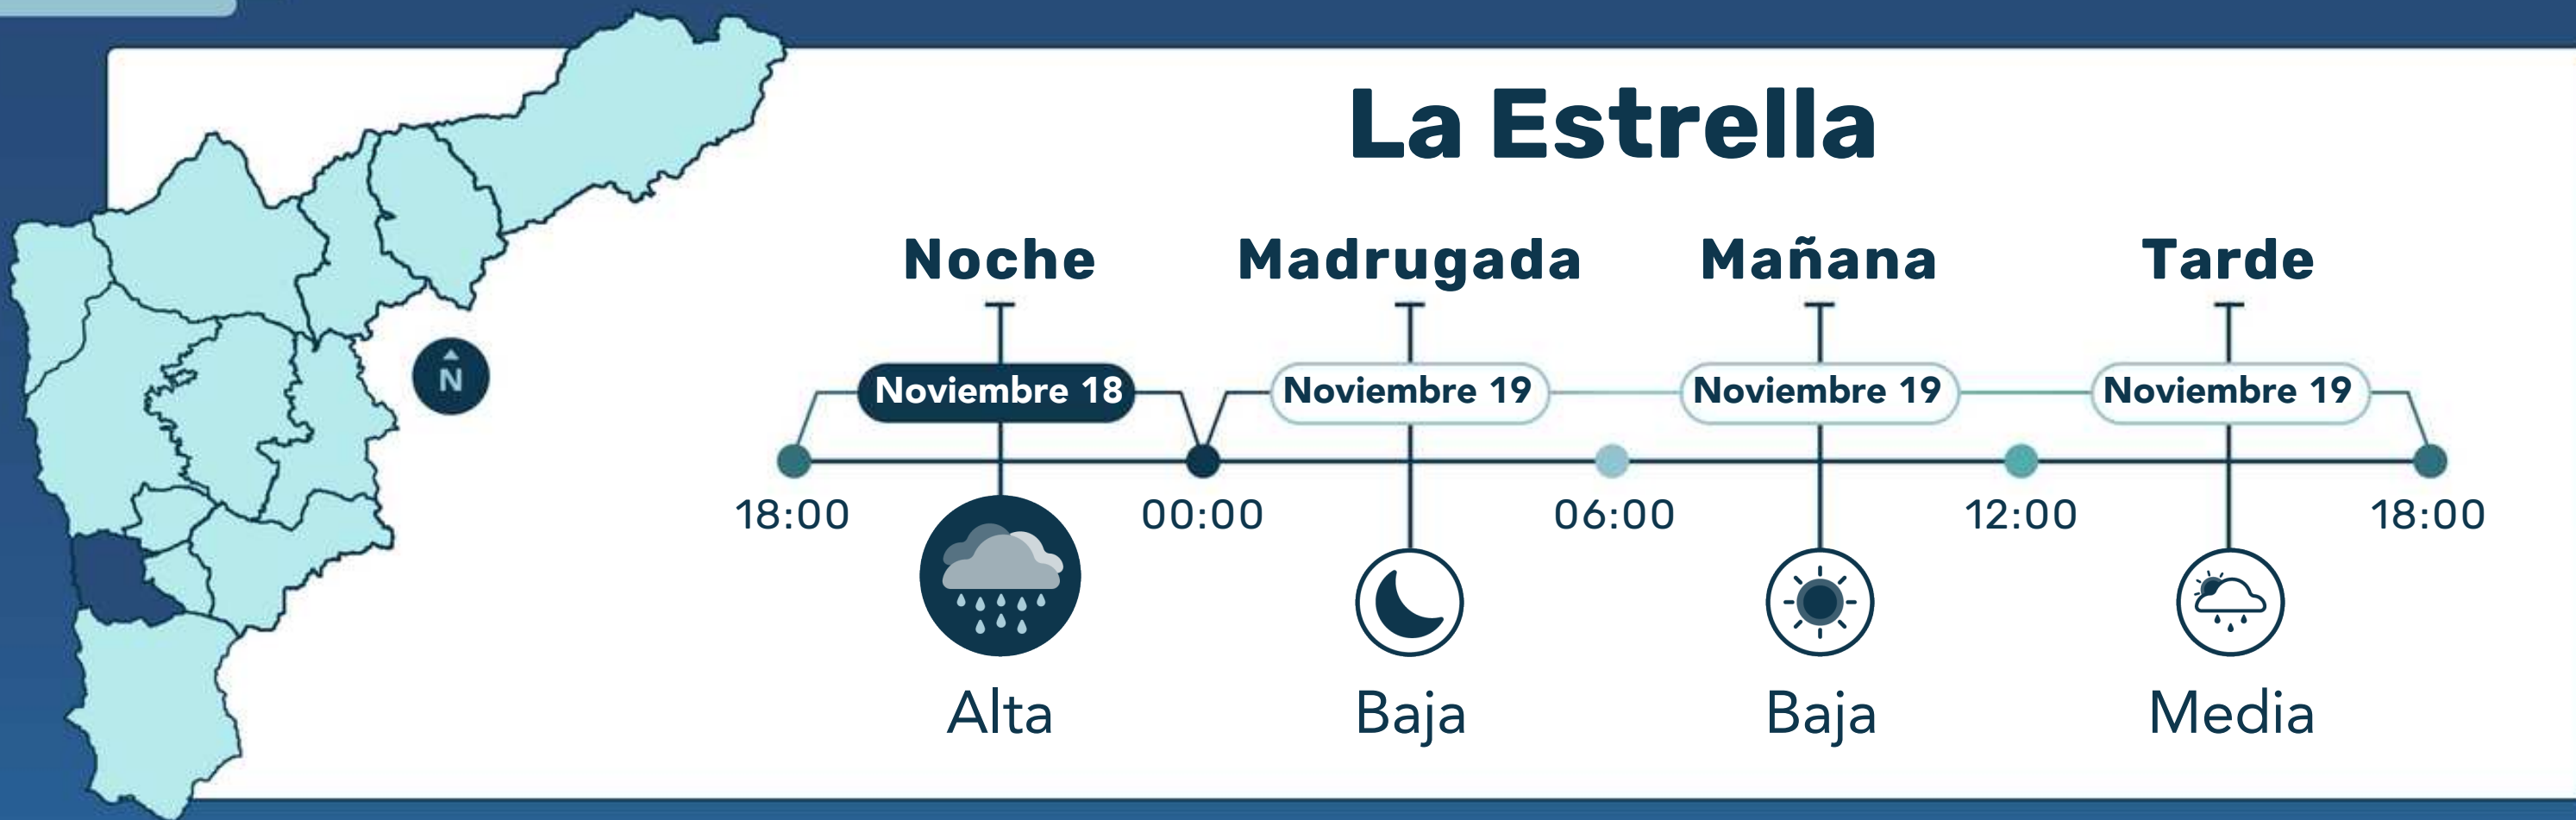 La Estrella
Noche Madrugada Mañana Tarde
N
Noviembre 18 Noviembre 19 Noviembre 19 Noviembre 19
18:00 00:00 06:00 12:00 18:00
Alta Baja Baja Media